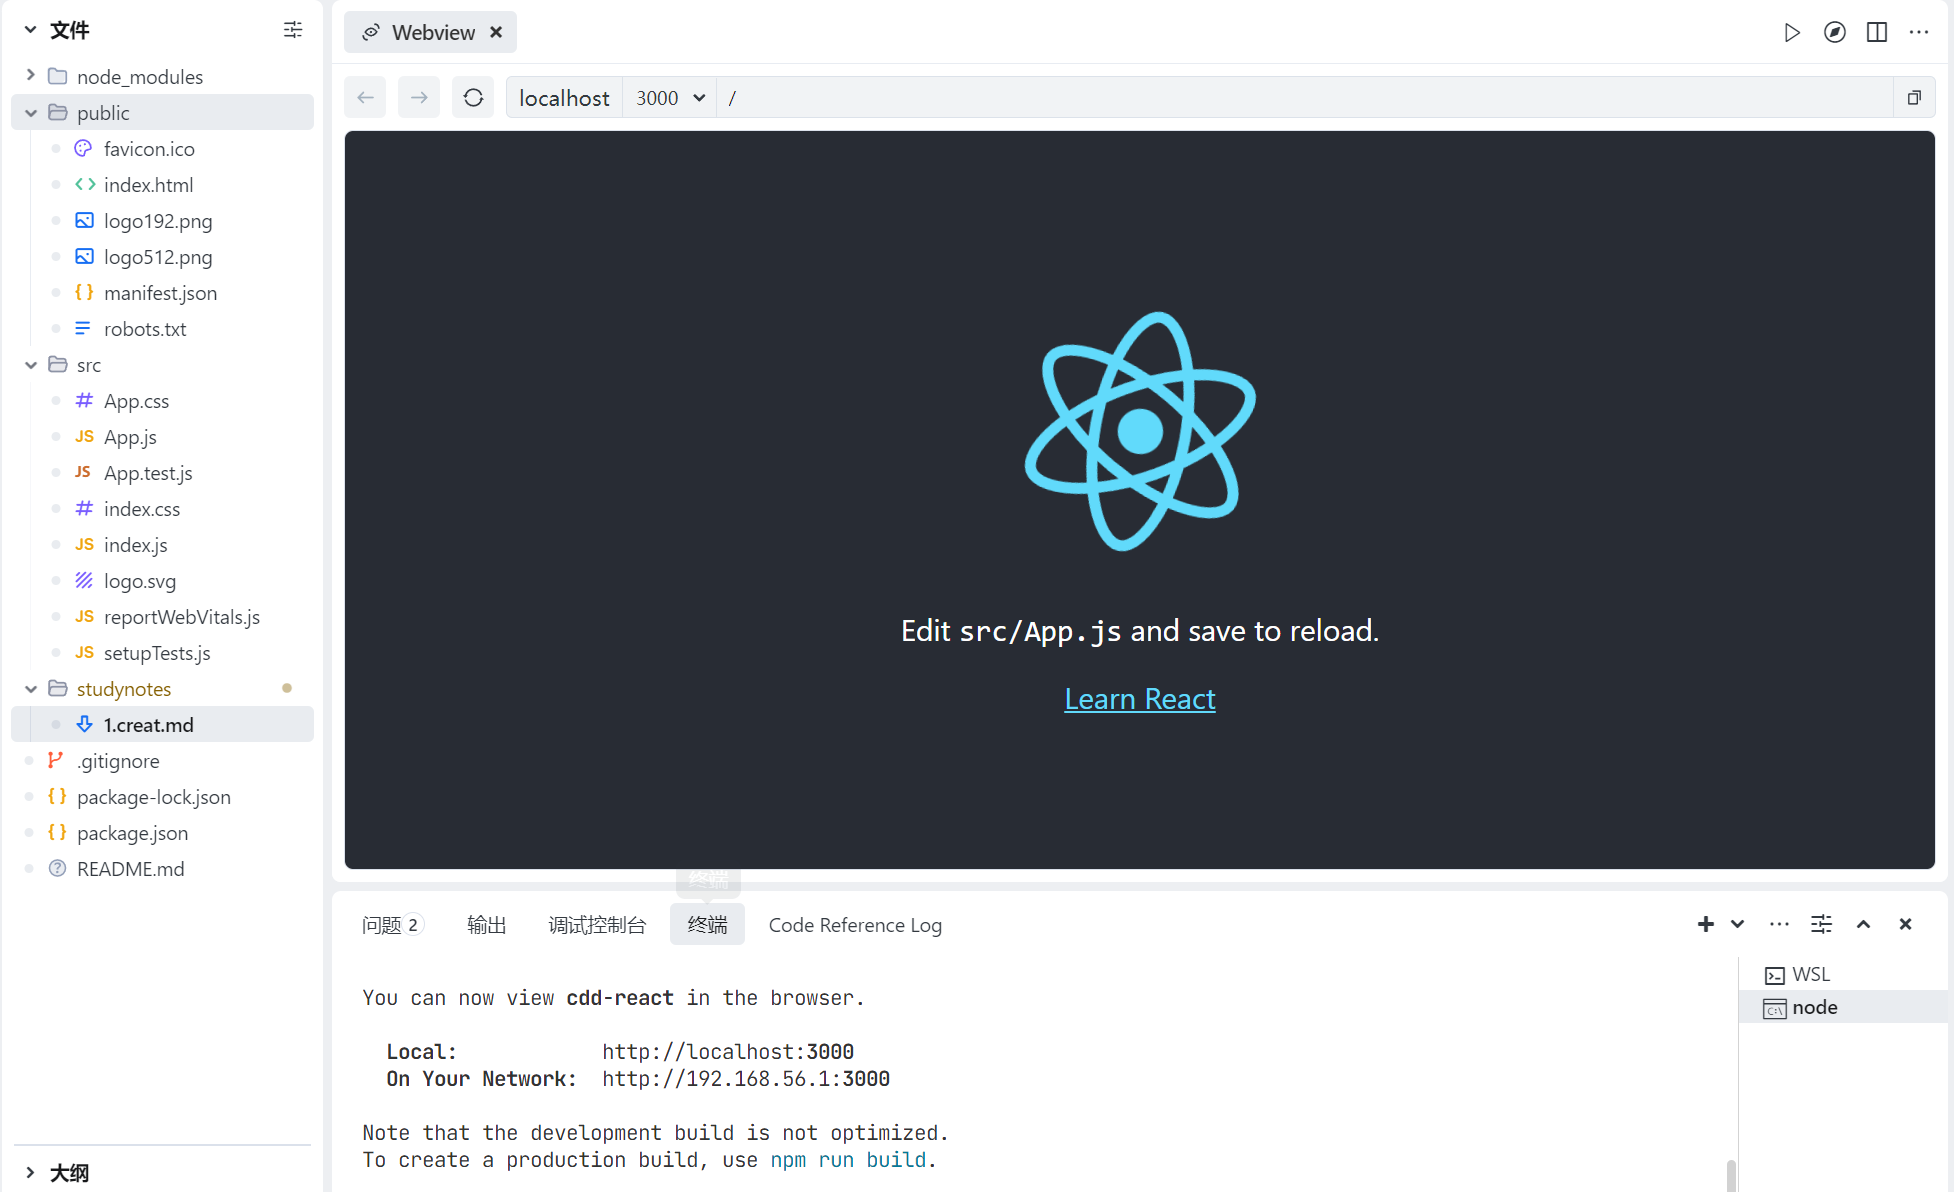 文件
node_modules
public
favicon.ico
index.html
logo192.png
logo512.png
manifest.json
robots.txt
src
App.css
App.js
App.test.js
index.css
index.js
logo.svg
reportWebVitals.js
setupTests.js
studynotes
1.creat.md
.gitignore
package-lock.json
package.json
README.md
大纲
Webview
localhost 3000 /
Edit src/App.js and save to reload.
Learn React
终端
问题 2 输出 调试控制台 终端 Code Reference Log
You can now view cdd-react in the browser.
Local: http://localhost:3000
On Your Network: http://192.168.56.1:3000
Note that the development build is not optimized.
To create a production build, use npm run build.
WSL
node